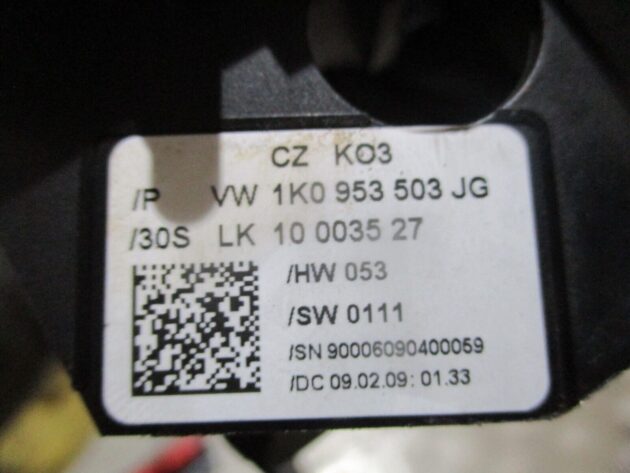 CZ KO3
/P VW 1K0 953 503 JG
/30S LK 10 0035 27
/HW 053
/SW 0111
/SN 90006090400059
/DC 09.02.09: 01.33